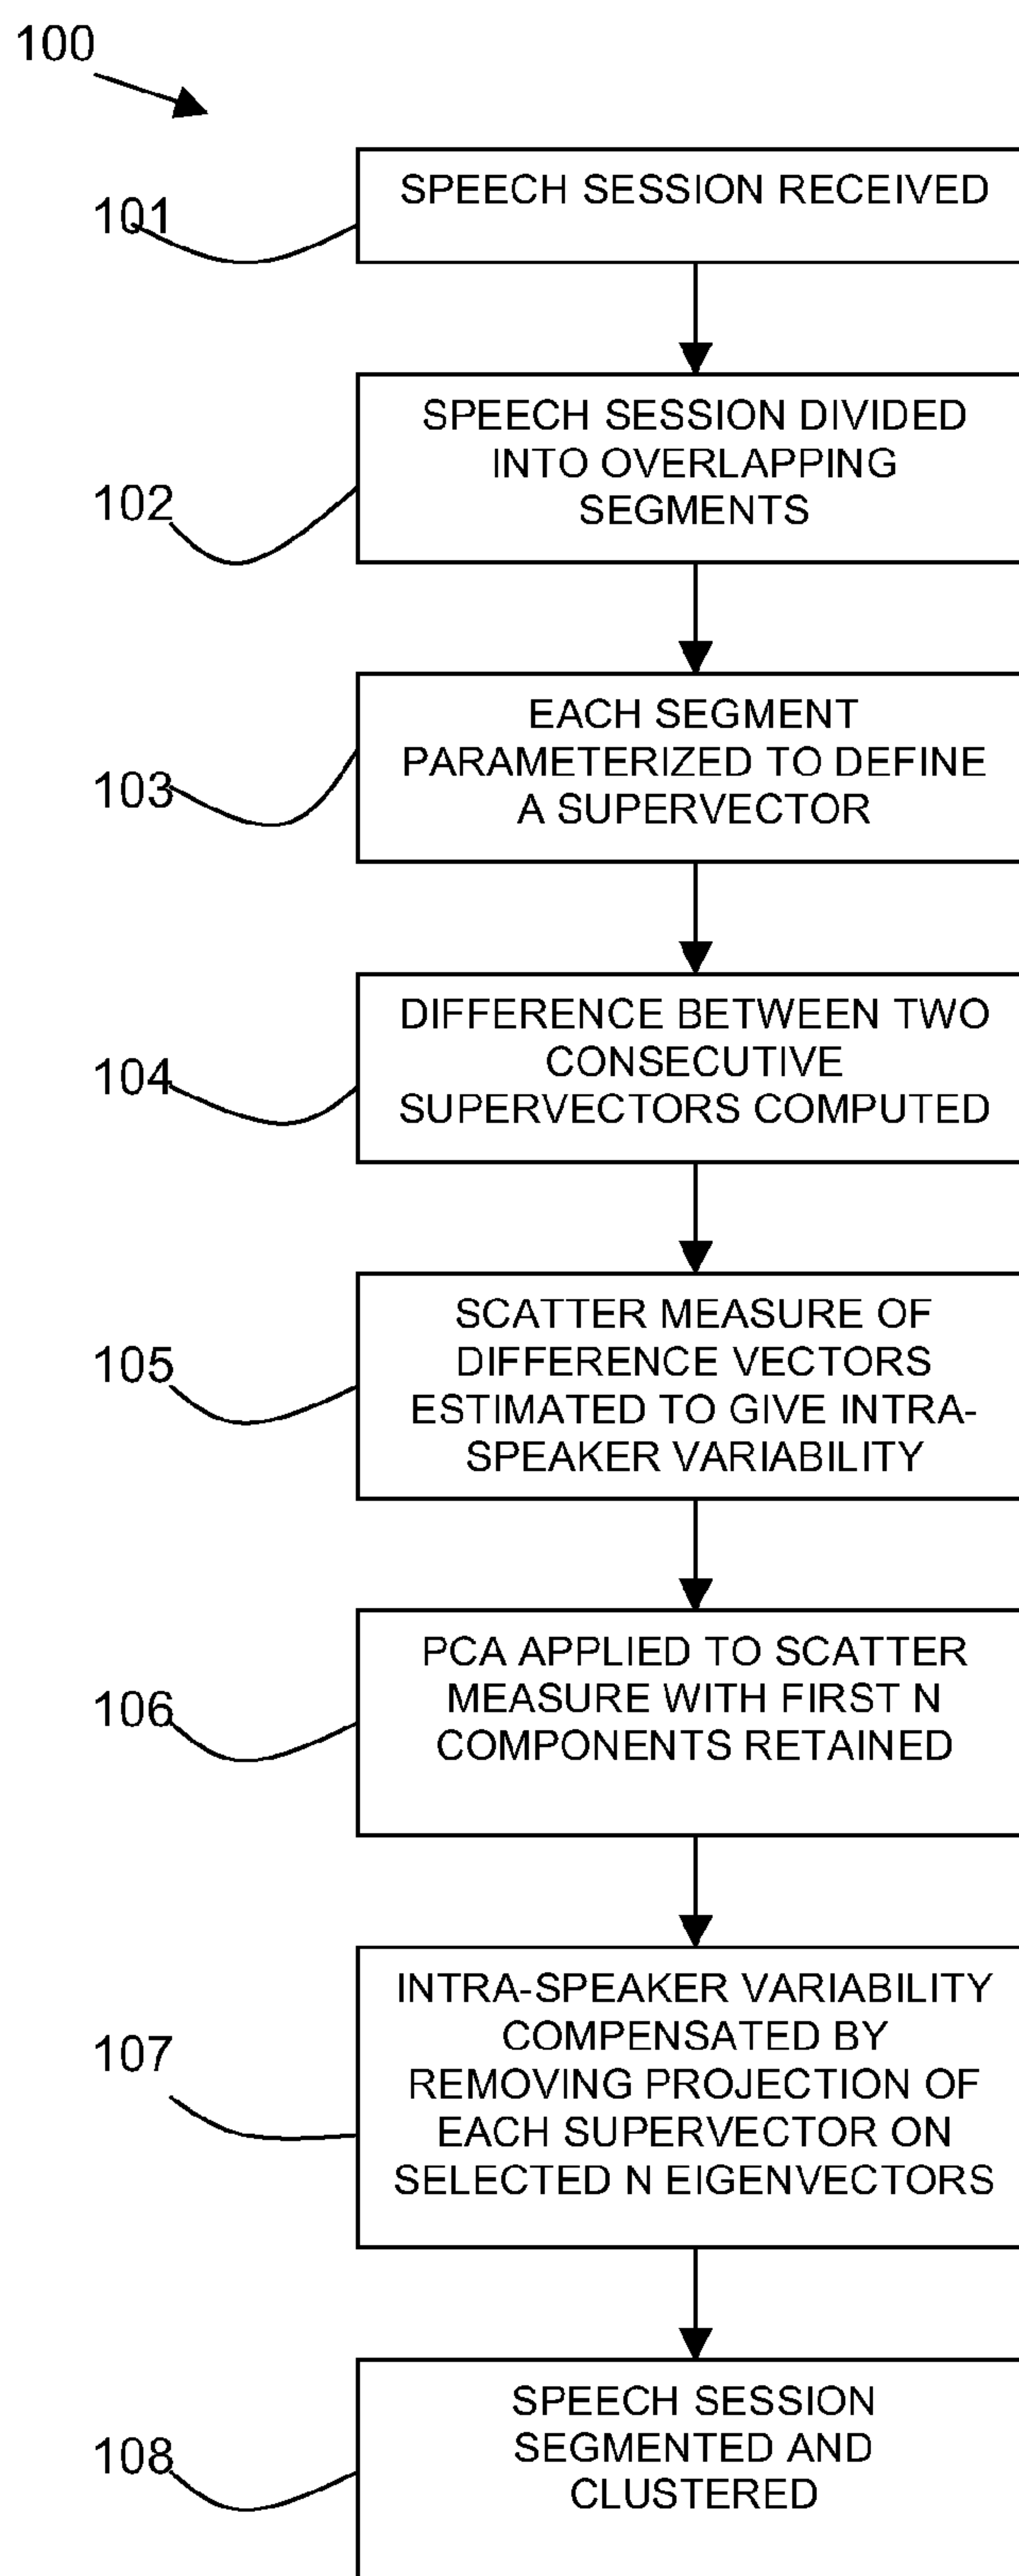 100
101
SPEECH SESSION RECEIVED
102
SPEECH SESSION DIVIDED
INTO OVERLAPPING
SEGMENTS
103
EACH SEGMENT
PARAMETERIZED TO DEFINE
A SUPERVECTOR
104
DIFFERENCE BETWEEN TWO
CONSECUTIVE
SUPERVECTORS COMPUTED
105
SCATTER MEASURE OF
DIFFERENCE VECTORS
ESTIMATED TO GIVE INTRA-
SPEAKER VARIABILITY
106
PCA APPLIED TO SCATTER
MEASURE WITH FIRST N
COMPONENTS RETAINED
107
INTRA-SPEAKER VARIABILITY
COMPENSATED BY
REMOVING PROJECTION OF
EACH SUPERVECTOR ON
SELECTED N EIGENVECTORS
108
SPEECH SESSION
SEGMENTED AND
CLUSTERED